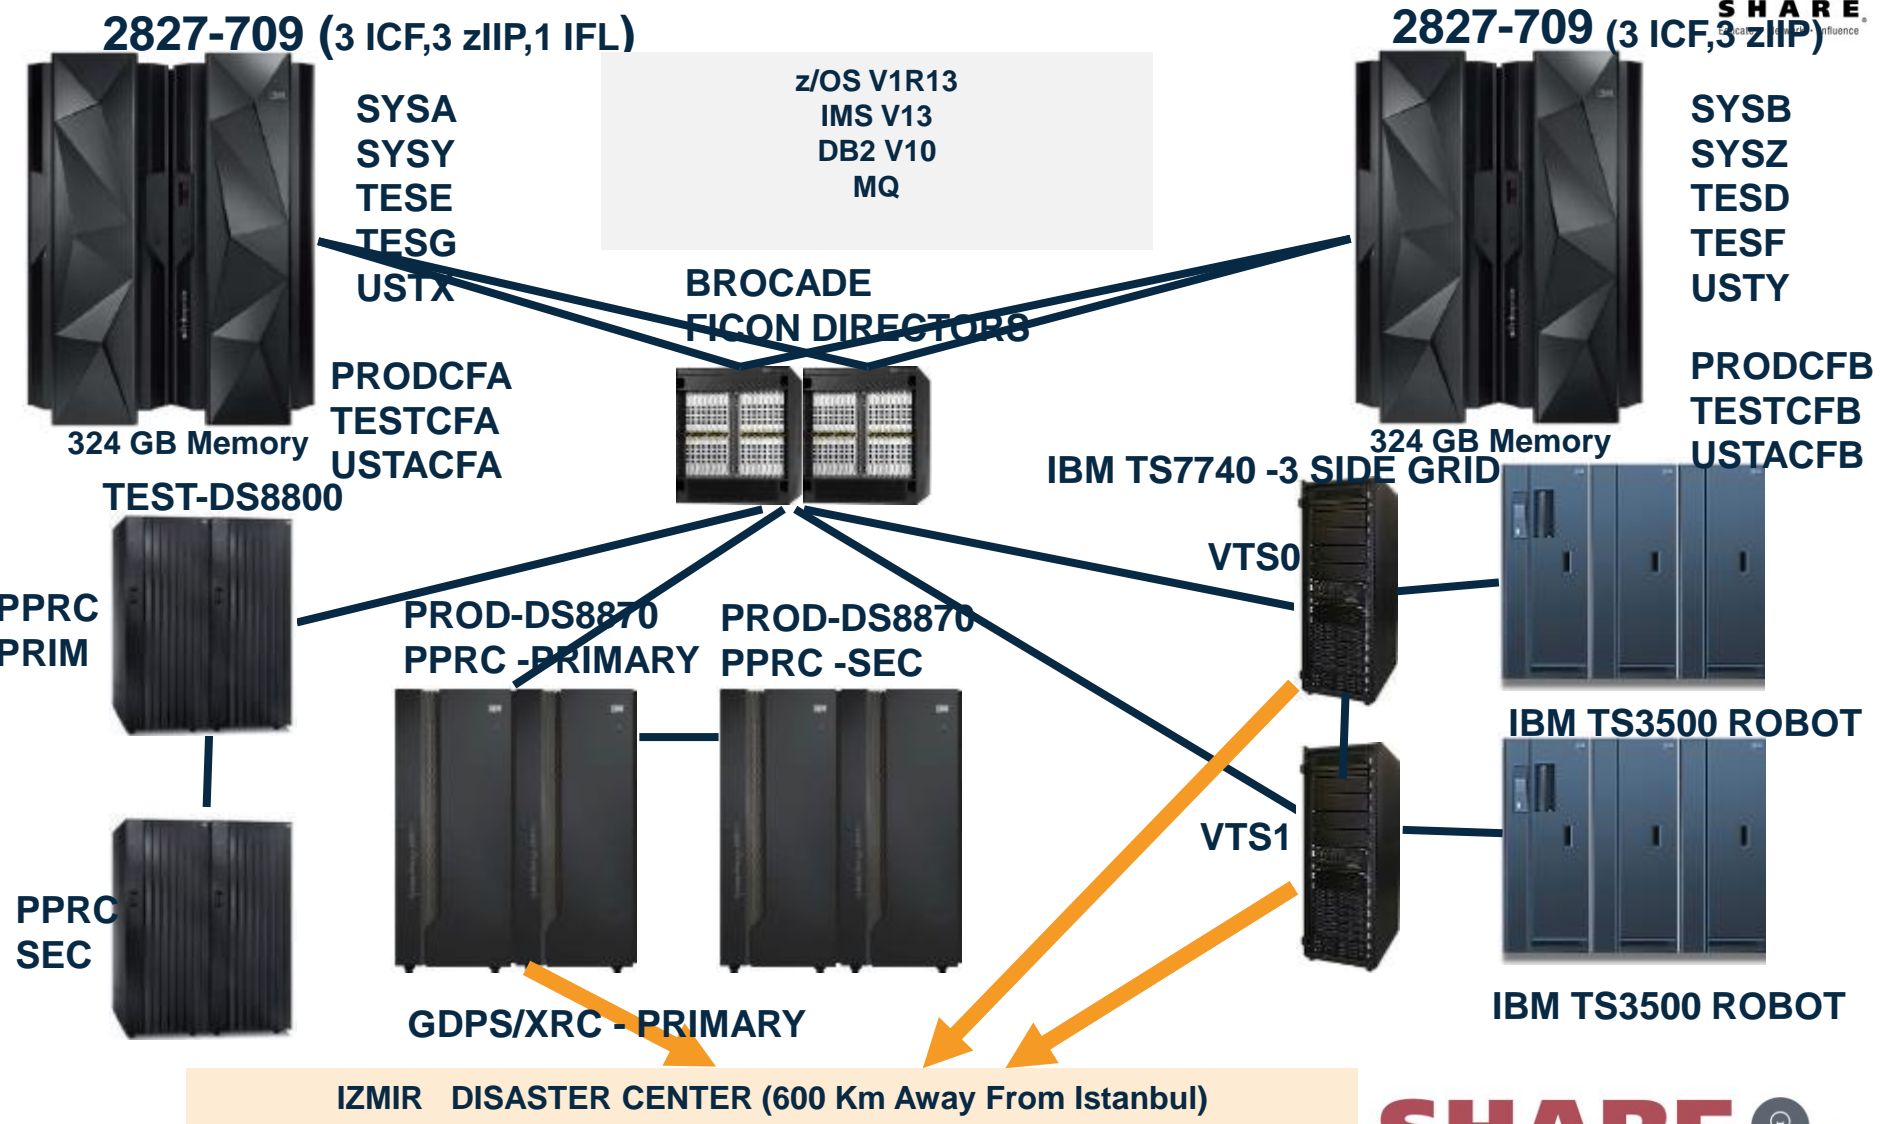 2827-709 (3 ICF,3 zIIP,1 IFL)
2827-709 (3 ICF,3 zIIP)
SHARE
z/OS V1R13
IMS V13
DB2 V10
MQ
SYSA
SYSY
TESE
TESG
USTX
SYSB
SYSZ
TESD
TESF
USTY
BROCADE
FICON DIRECTORS
PRODCFA
TESTCFA
USTACFA
PRODCFB
TESTCFB
USTACFB
324 GB Memory
324 GB Memory
TEST-DS8800
IBM TS7740 -3 SIDE GRID
VTS0
PPRC
PRIM
PROD-DS8870
PPRC -PRIMARY
PROD-DS8870
PPRC -SEC
IBM TS3500 ROBOT
VTS1
PPRC
SEC
IBM TS3500 ROBOT
GDPS/XRC - PRIMARY
IZMIR DISASTER CENTER (600 Km Away From Istanbul)
SHARE